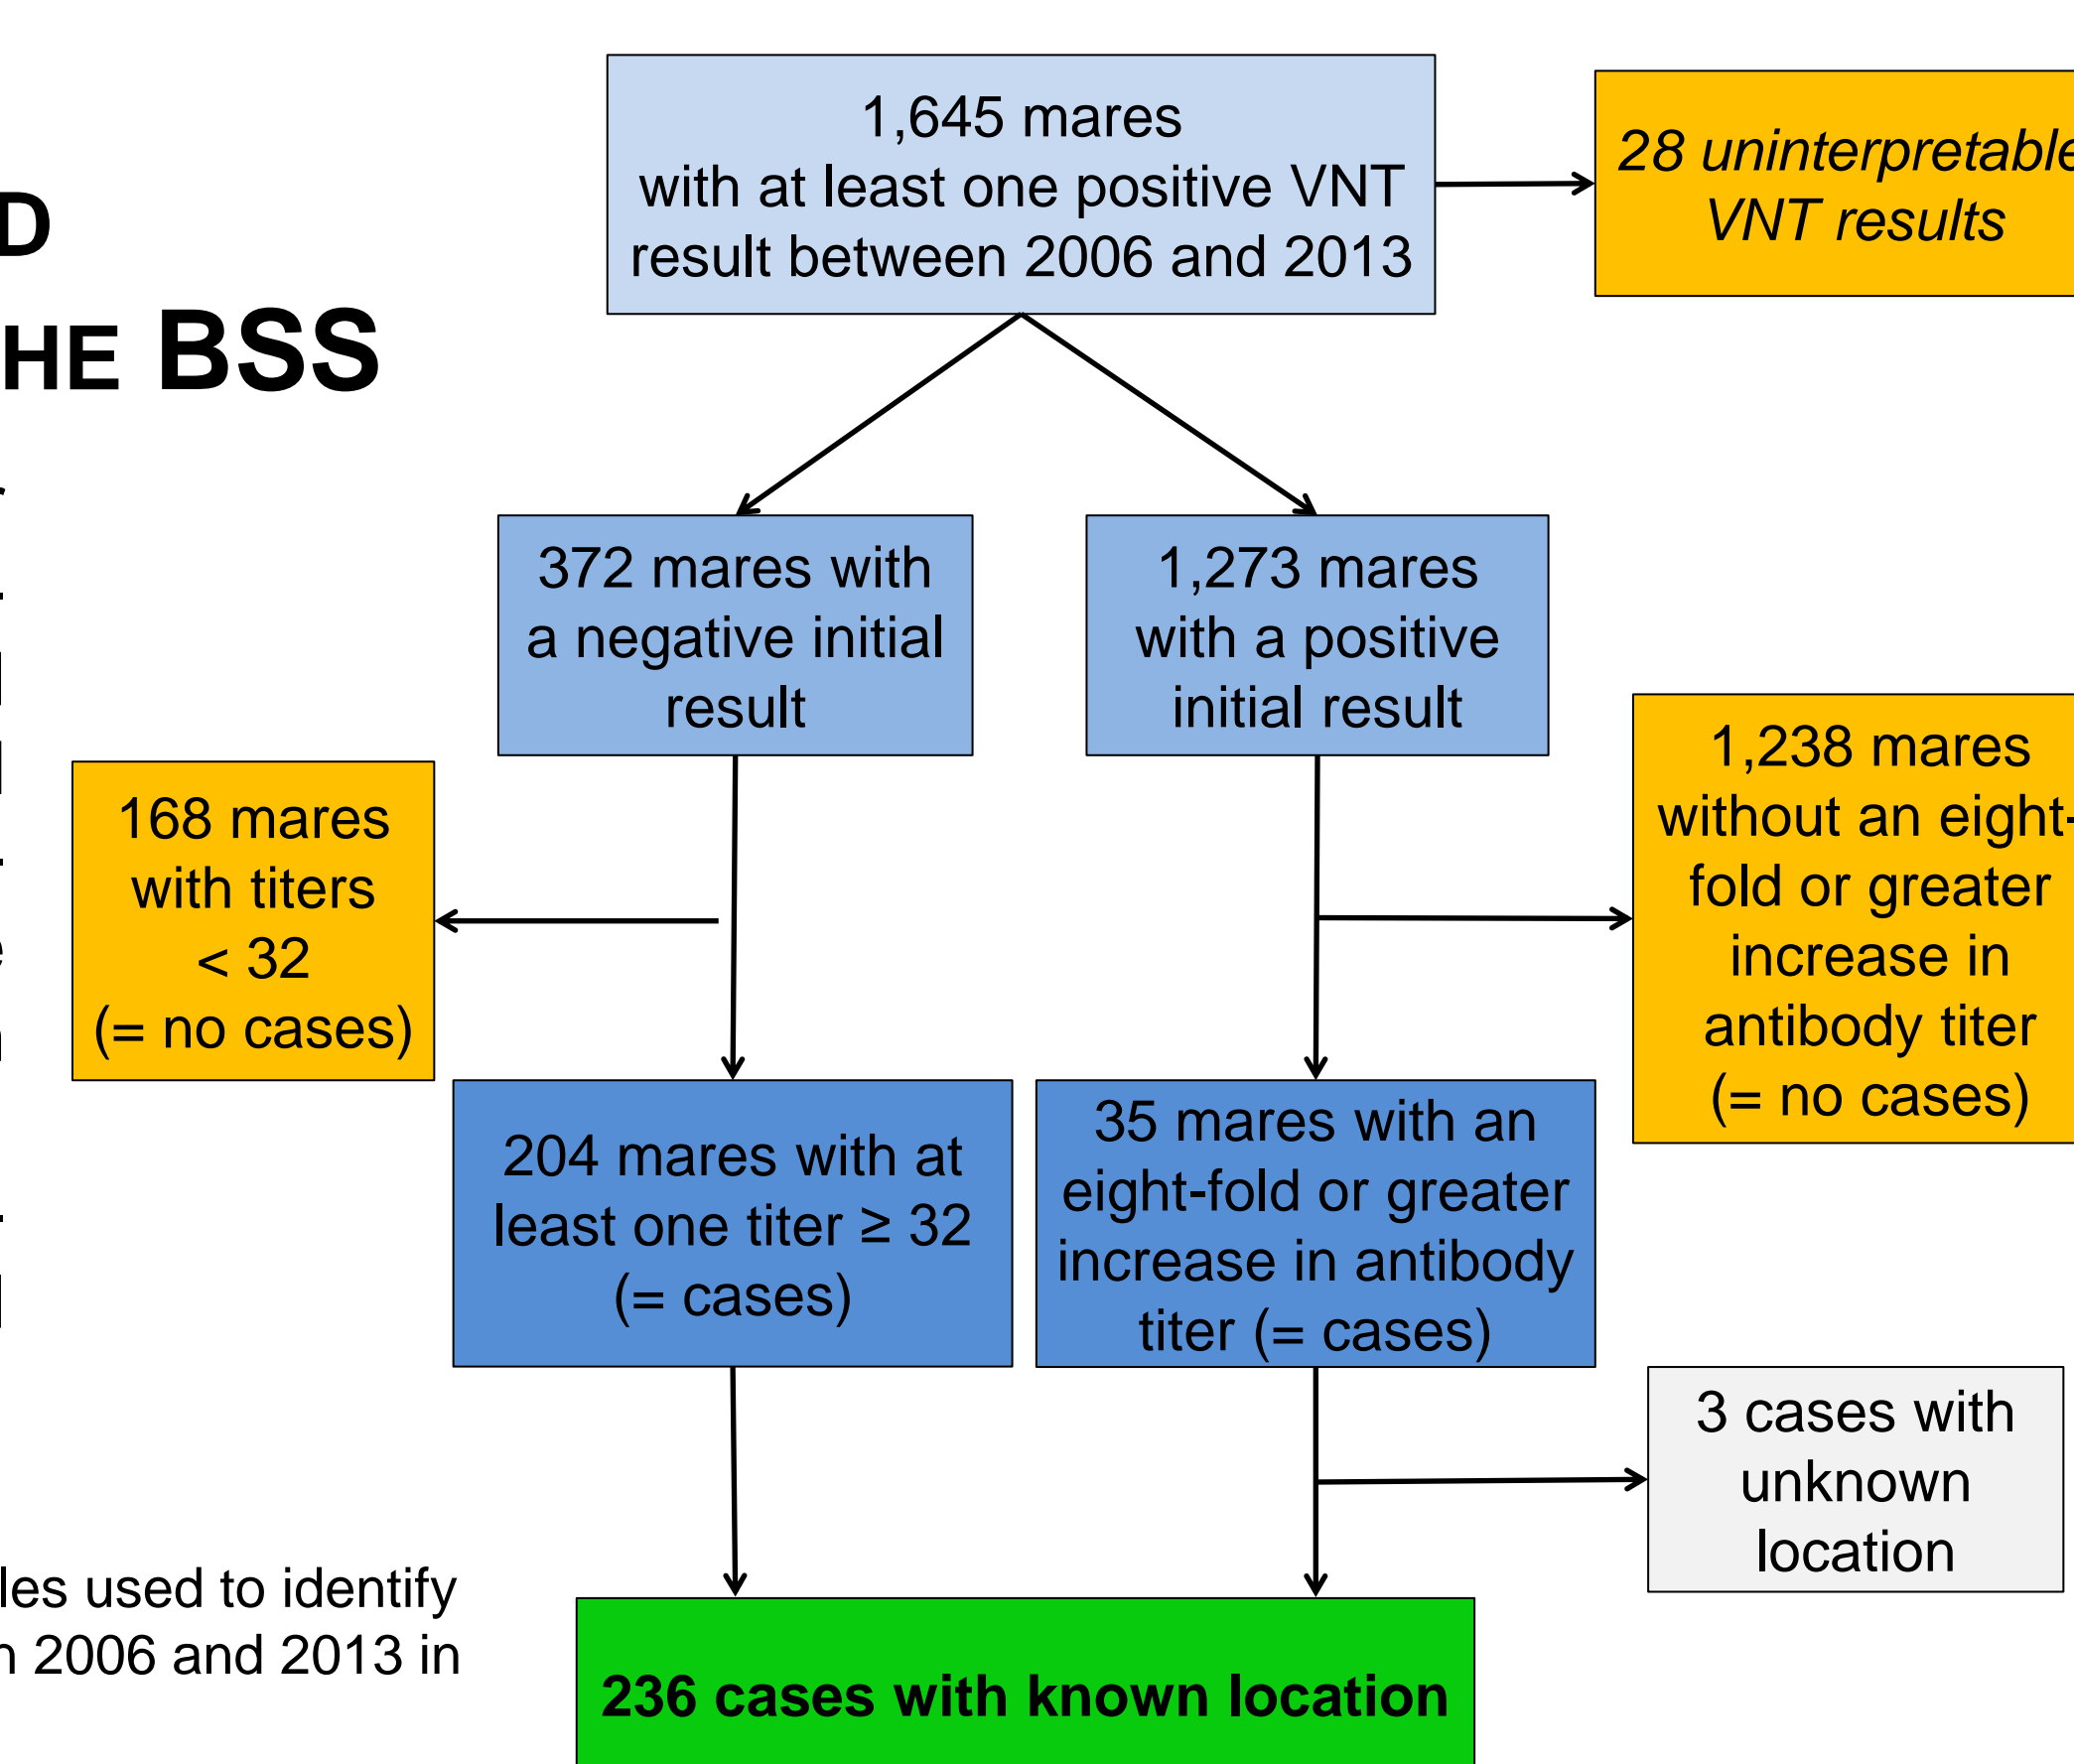 D
HE BSS
1,645 mares
with at least one positive VNT
result between 2006 and 2013
28 uninterpretable
VNT results
372 mares with
a negative initial
result
1,273 mares
with a positive
initial result
168 mares
with titers
< 32
(= no cases)
1,238 mares
without an eight-
fold or greater
increase in
antibody titer
(= no cases)
204 mares with at
least one titer ≥ 32
(= cases)
35 mares with an
eight-fold or greater
increase in antibody
titer (= cases)
3 cases with
unknown
location
les used to identify
n 2006 and 2013 in
236 cases with known location